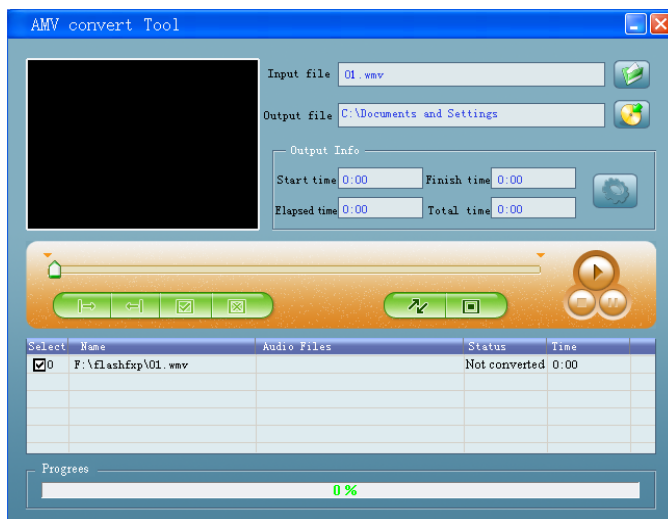 AMV convert Tool
Input file 01.wmv
Output file C:\Documents and Settings
Output Info
Start time 0:00 Finish time 0:00
Elapsed time 0:00 Total time 0:00
Select Name Audio Files Status Time
0 F:\flashfxp\01.wmv Not converted 0:00
Progrees
0 %